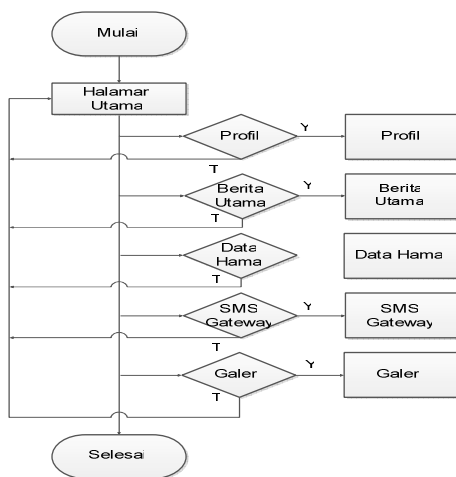 Mulai
Halamar
Utama
Profil
Y
Profil
T
Berita
Utama
Y
Berita
Utama
T
Data
Hama
Data Hama
T
SMS
Gateway
Y
SMS
Gateway
T
Galer
Y
Galer
T
Selesai